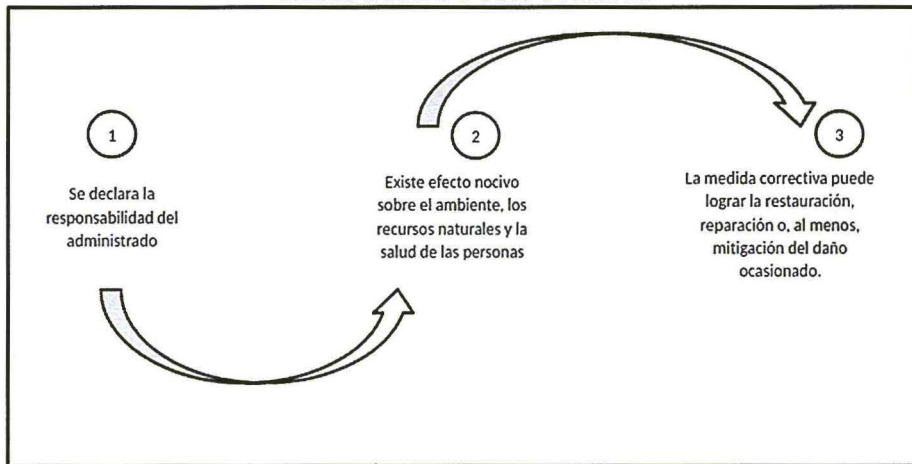 1
Se declara la
responsabilidad del
administrado
2
Existe efecto nocivo
sobre el ambiente, los
recursos naturales y la
salud de las personas
3
La medida correctiva puede
lograr la restauración,
reparación o, al menos,
mitigación del daño
ocasionado.